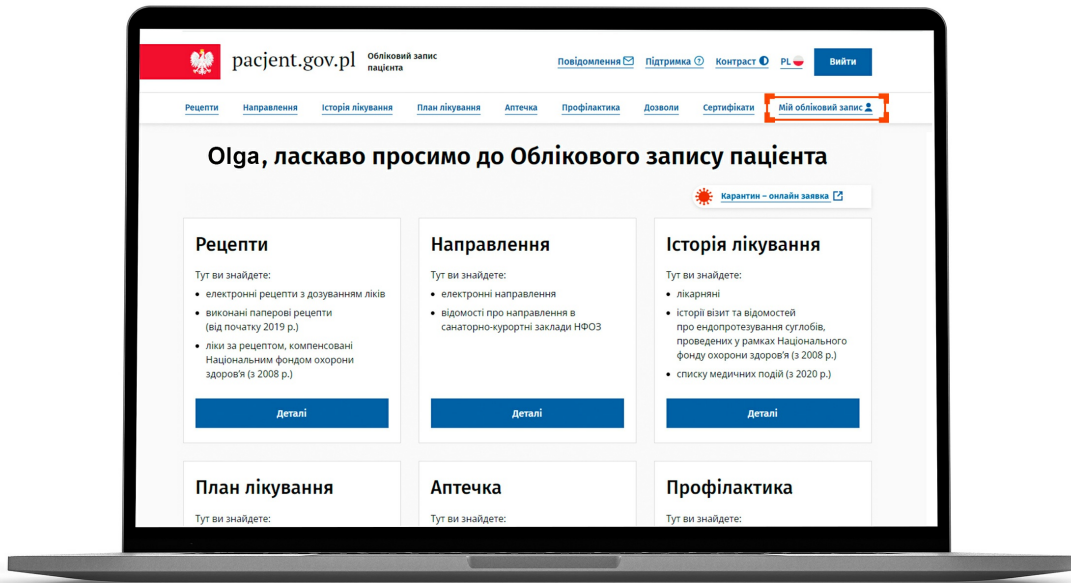 pacjent.gov.pl
Обліковий запис
пацієнта
Повідомлення
Підтримка
Контраст
PL
Вийти
Рецепти
Направлення
Історія лікування
План лікування
Аптечка
Профілактика
Дозволи
Сертифікати
Мій обліковий запис
Olga, ласкаво просимо до Облікового запису пацієнта
Карантин – онлайн заявка
Рецепти
Тут ви знайдете:
• електронні рецепти з дозуванням ліків
• виконані паперові рецепти
(від початку 2019 р.)
• ліки за рецептом, компенсовані
Національним фондом охорони
здоров'я (з 2008 р.)
Деталі
Направлення
Тут ви знайдете:
• електронні направлення
• відомості про направлення в
санаторно-курортні заклади НФОЗ
Деталі
Історія лікування
Тут ви знайдете:
• лікарняні
• історії візит та відомостей
про ендопротезування суглобів,
проведених у рамках Національного
фонду охорони здоров'я (з 2008 р.)
• списку медичних подій (з 2020 р.)
Деталі
План лікування
Тут ви знайдете:
Аптечка
Тут ви знайдете:
Профілактика
Тут ви знайдете: